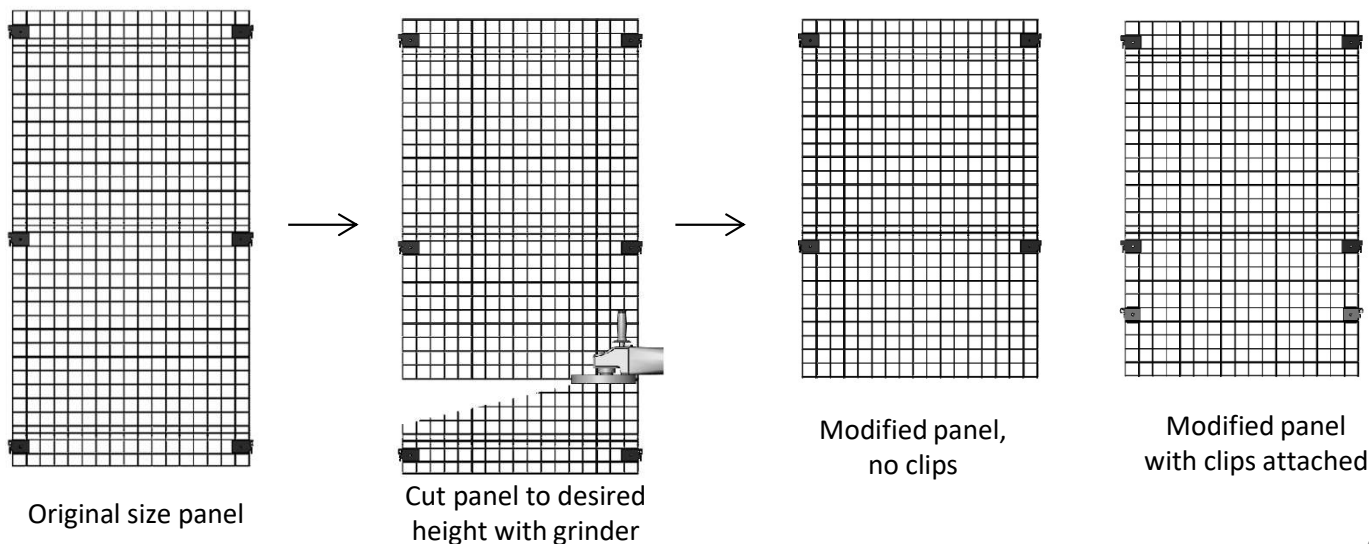 Original size panel
Cut panel to desired
height with grinder
Modified panel,
no clips
Modified panel
with clips attached